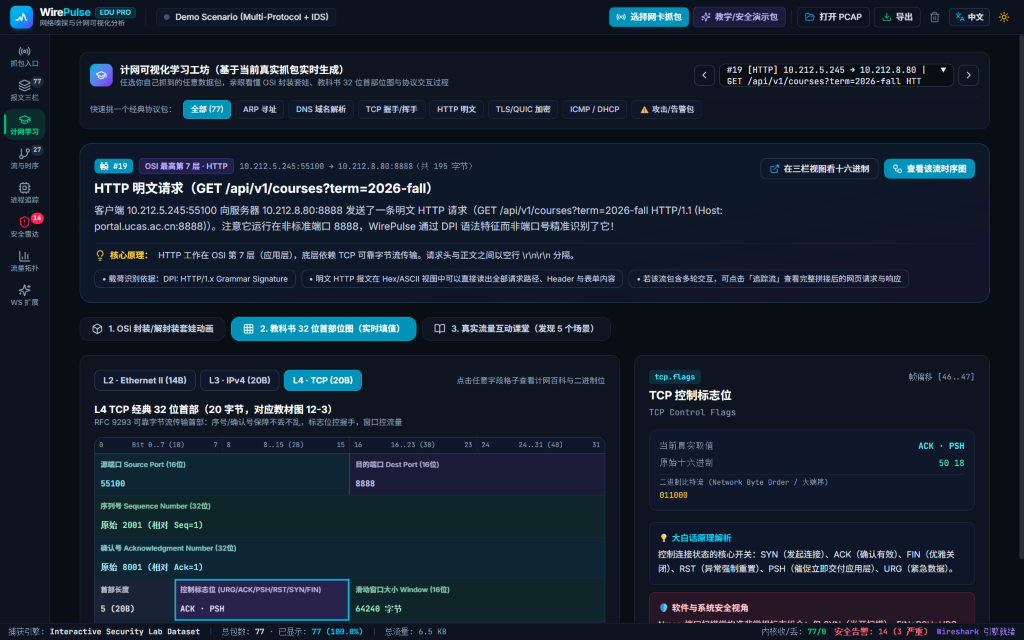 WirePulse EDU PRO
网络嗅探与计网可视化分析
Demo Scenario (Multi-Protocol + IDS)
选择网卡抓包
教学/安全演示包
打开 PCAP
导出
中文
抓包入口
报文三栏
77
计网学习
流与时序
27
进程追踪
安全雷达
14
流量拓扑
WS 扩展
计网可视化学习工坊（基于当前真实抓包实时生成）
任选你自己抓到的任意数据包，亲眼看懂 OSI 封装套娃、教科书 32 位首部位图与协议交互过程
#19 [HTTP] 10.212.5.245 → 10.212.8.80 |
GET /api/v1/courses?term=2026-fall HTT
快速挑一个经典协议包：
全部 (77)
ARP 寻址
DNS 域名解析
TCP 握手/挥手
HTTP 明文
TLS/QUIC 加密
ICMP / DHCP
攻击/告警包
帧 #19
OSI 最高第 7 层 · HTTP
10.212.5.245:55100 → 10.212.8.80:8888（共 195 字节）
在三栏视图看十六进制
查看该流时序图
HTTP 明文请求（GET /api/v1/courses?term=2026-fall）
客户端 10.212.5.245:55100 向服务器 10.212.8.80:8888 发送了一条明文 HTTP 请求（GET /api/v1/courses?term=2026-fall HTTP/1.1 (Host:
portal.ucas.ac.cn:8888)）。注意它运行在非标准端口 8888，WirePulse 通过 DPI 语法特征而非端口号精准识别了它！
核心原理： HTTP 工作在 OSI 第 7 层（应用层），底层依赖 TCP 可靠字节流传输。请求头与正文之间以空行 \r\n\r\n 分隔。
• 载荷识别依据：DPI: HTTP/1.x Grammar Signature
• 明文 HTTP 报文在 Hex/ASCII 视图中可以直接读出全部请求路径、Header 与表单内容
• 若该流包含多轮交互，可点击「追踪流」查看完整拼接后的网页请求与响应
1. OSI 封装/解封装套娃动画
2. 教科书 32 位首部位图（实时填值）
3. 真实流量互动课堂（发现 5 个场景）
L2 · Ethernet II (14B)
L3 · IPv4 (20B)
L4 · TCP (20B)
点击任意字段格子查看计网百科与二进制位
L4 TCP 经典 32 位首部（20 字节，对应教材图 12-3）
RFC 9293 可靠字节流传输首部：序号/确认号保障不丢不乱，标志位控握手，窗口控流量
0 Bit 0..7 (1B) 7 8 8..15 (2B) 15 16 16..23 (3B) 23 24 24..31 (4B) 31
源端口 Source Port (16位)
55100
目的端口 Dest Port (16位)
8888
序列号 Sequence Number (32位)
原始 2001 (相对 Seq=1)
确认号 Acknowledgment Number (32位)
原始 8001 (相对 Ack=1)
首部长度
5 (20B)
控制标志位 (URG/ACK/PSH/RST/SYN/FIN)
ACK · PSH
滑动窗口大小 Window (16位)
64240 字节
tcp.flags
帧偏移 [46..47]
TCP 控制标志位
TCP Control Flags
当前真实取值
ACK · PSH
原始十六进制
50 18
二进制比特流 (Network Byte Order / 大端序)
011000
大白话原理解析
控制连接状态的核心开关：SYN（发起连接）、ACK（确认有效）、FIN（优雅关
闭）、RST（异常强制重置）、PSH（催促立即交付应用层）、URG（紧急数据）。
软件与系统安全视角
捕获引擎: Interactive Security Lab Dataset
总包数: 77 · 已显示: 77 (100.0%)
总流量: 6.5 KB
内核收/丢: 77/0
安全告警: 14 (3 严重)
Wireshark 引擎就绪